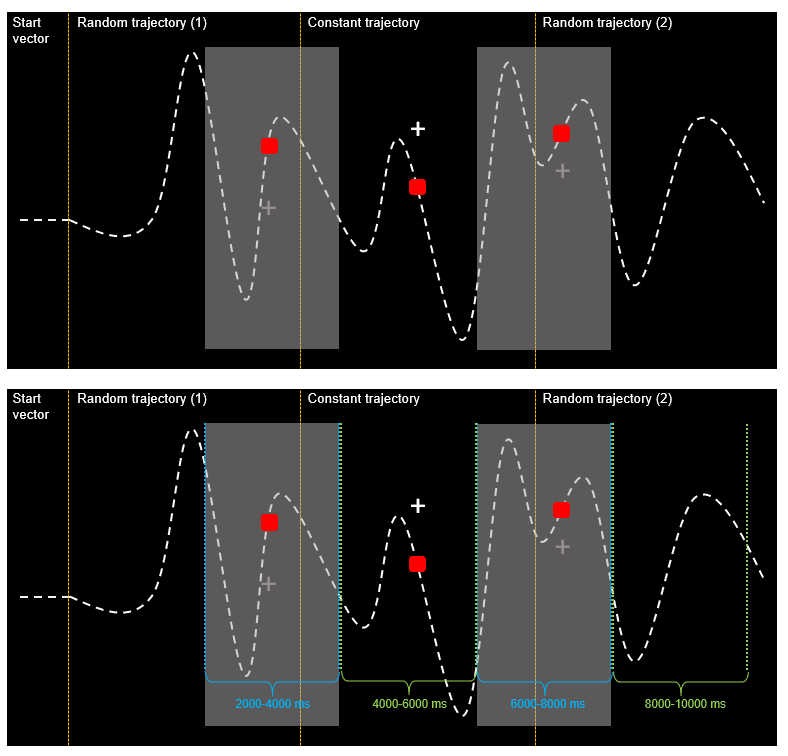 Start
vector
Random trajectory (1)
Constant trajectory
Random trajectory (2)
Start
vector
Random trajectory (1)
Constant trajectory
Random trajectory (2)
2000-4000 ms
4000-6000 ms
6000-8000 ms
8000-10000 ms